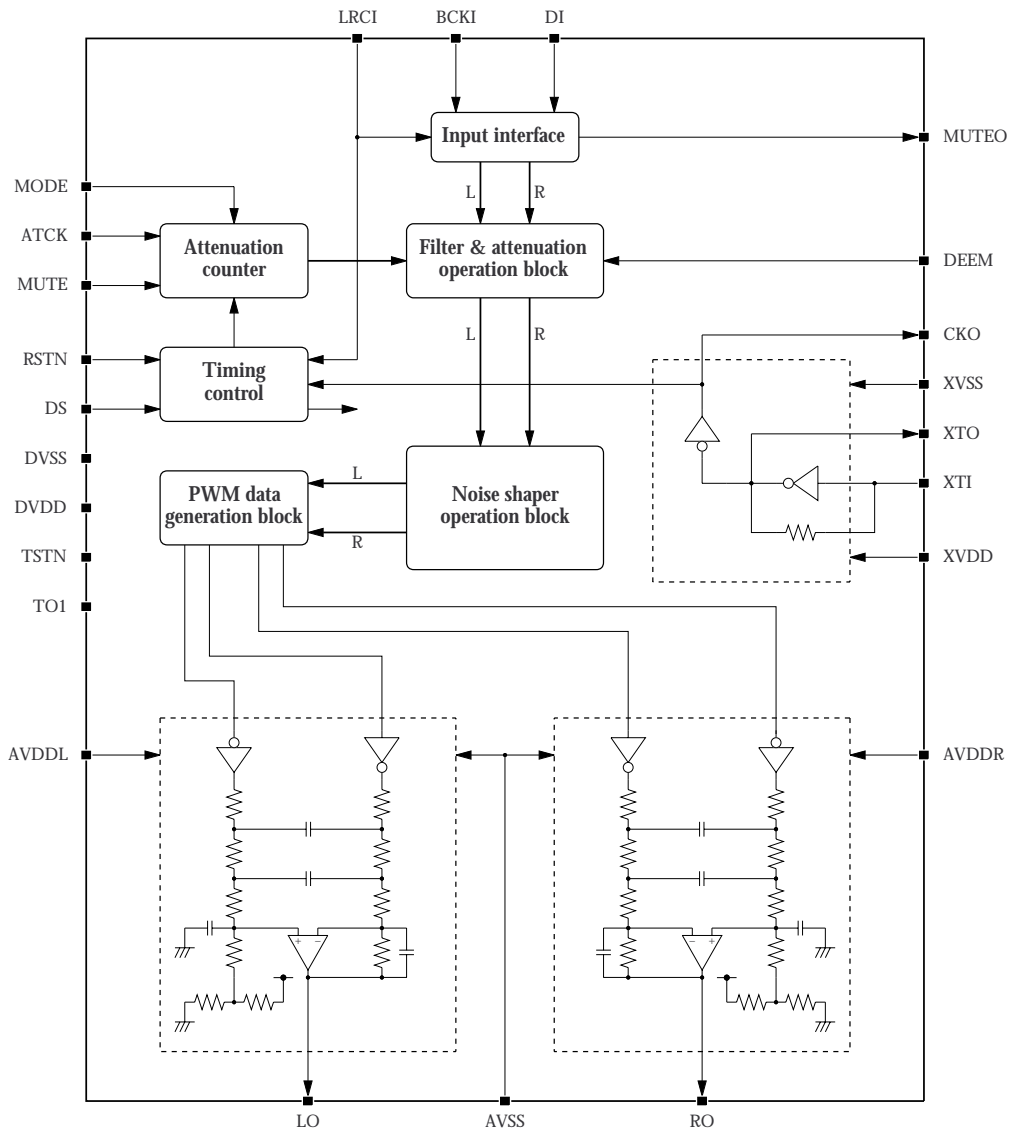 LRCI BCKI DI
Input interface
MUTEO
L R
MODE
ATCK
MUTE
Attenuation
counter
Filter & attenuation
operation block
DEEM
L R
CKO
RSTN
DS
Timing
control
XVSS
XTO
XTI
XVDD
DVSS
DVDD
TSTN
TO1
PWM data
generation block
L
R
Noise shaper
operation block
AVDDL
AVDDR
+ −
− +
LO AVSS RO